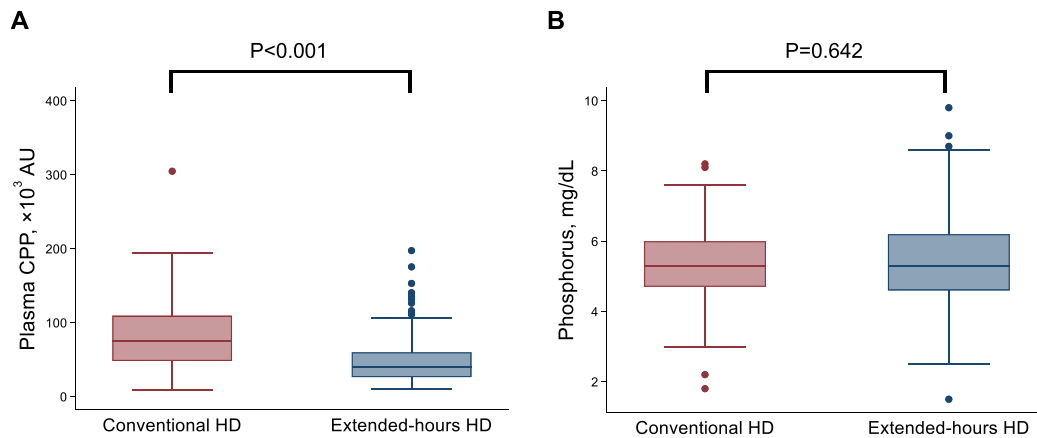 A
P<0.001
Plasma CPP, ×10³ AU
400
300
200
100
0
Conventional HD
Extended-hours HD
B
P=0.642
Phosphorus, mg/dL
10
8
6
4
2
Conventional HD
Extended-hours HD